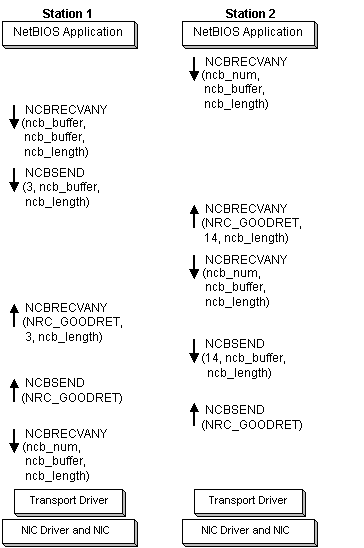 Station 1
NetBIOS Application
NCBRECVANY
(ncb_buffer,
ncb_buffer,
ncb_length)
NCBSEND
(3, ncb_buffer,
ncb_length)
NCBRECVANY
(NRC_GOODRET,
3, ncb_length)
NCBSEND
(NRC_GOODRET)
NCBRECVANY
(ncb_num,
ncb_buffer,
ncb_length)
Transport Driver
NIC Driver and NIC
Station 2
NetBIOS Application
NCBRECVANY
(ncb_num,
ncb_buffer,
ncb_length)
NCBRECVANY
(NRC_GOODRET,
14, ncb_length)
NCBRECVANY
(ncb_num,
ncb_buffer,
ncb_length)
NCBSEND
(14, ncb_buffer,
ncb_length)
NCBSEND
(NRC_GOODRET)
Transport Driver
NIC Driver and NIC